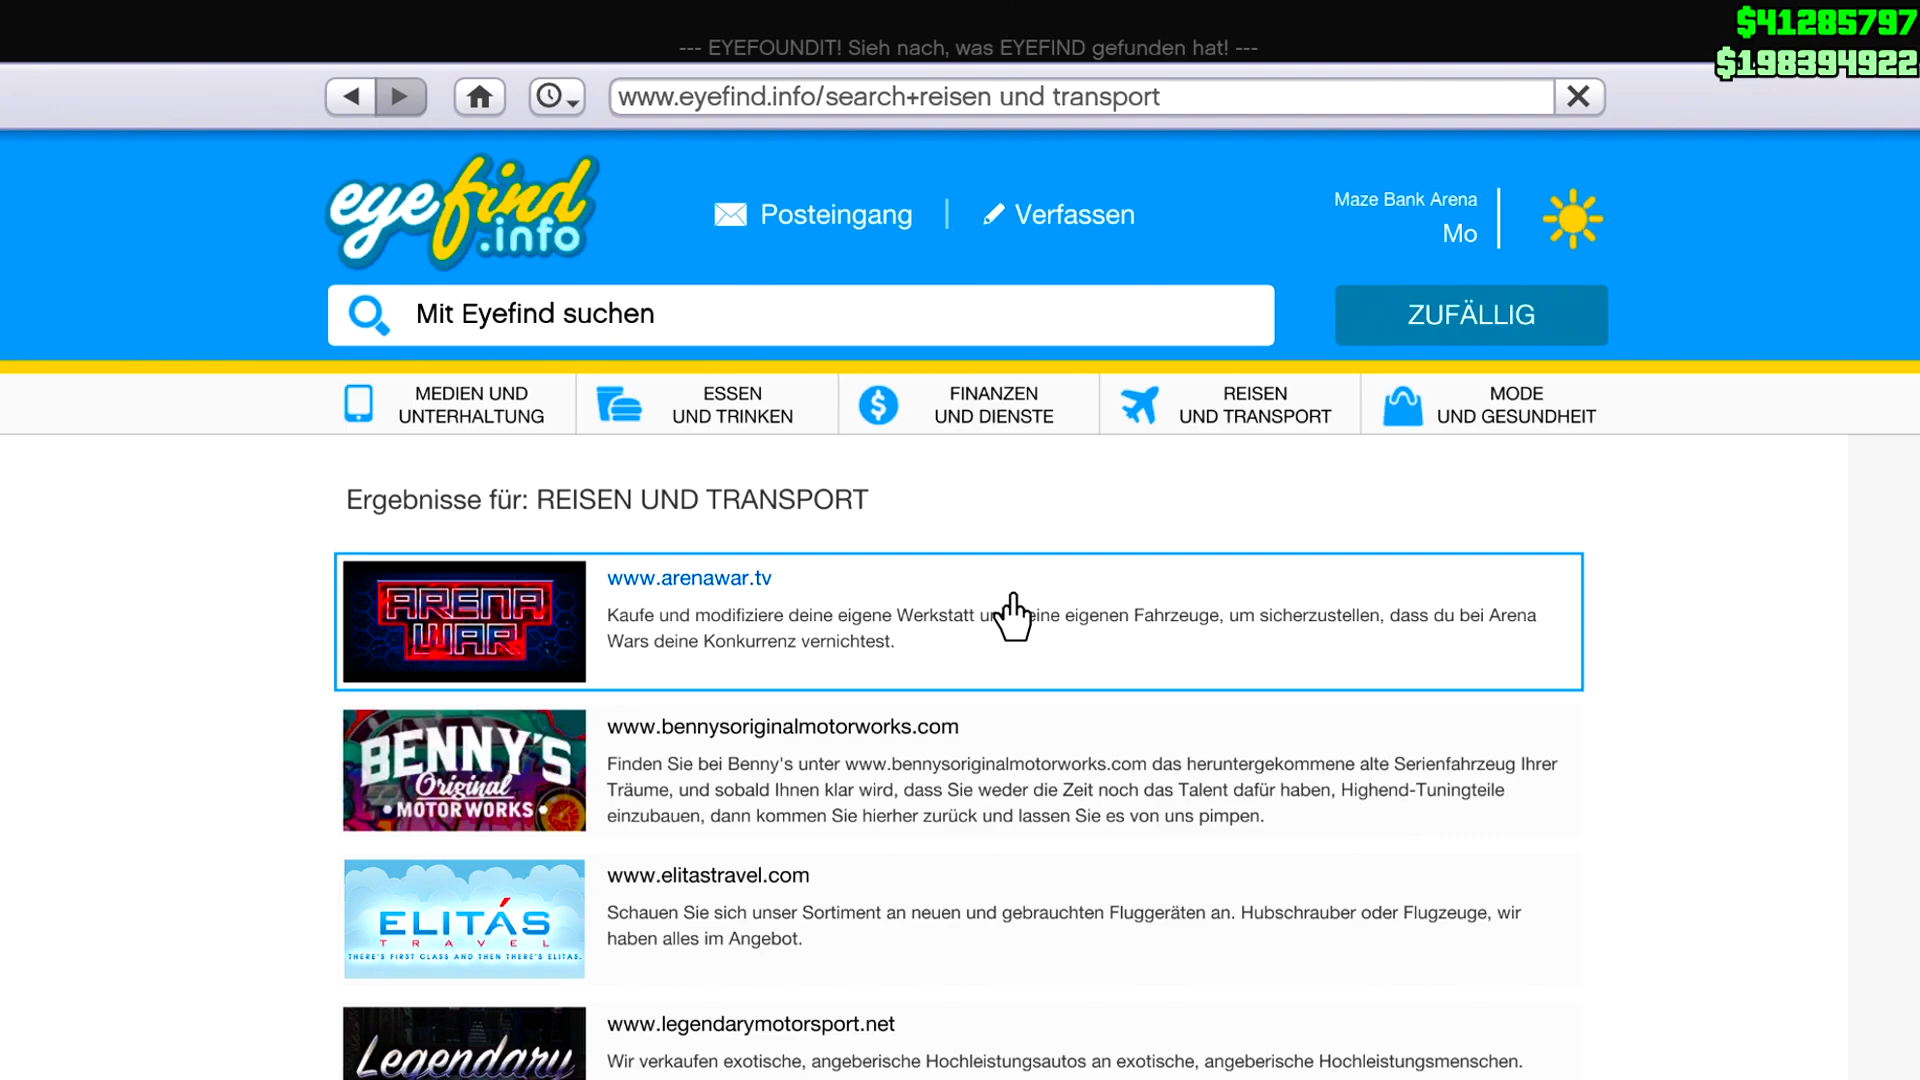 $41285797
--- EYEFOUNDIT! Sieh nach, was EYEFIND gefunden hat! ---
$198394922
www.eyefind.info/search+reisen und transport
eyefind
.info
Posteingang
Verfassen
Maze Bank Arena
Mo
Mit Eyefind suchen
ZUFÄLLIG
MEDIEN UND
UNTERHALTUNG
ESSEN
UND TRINKEN
FINANZEN
UND DIENSTE
REISEN
UND TRANSPORT
MODE
UND GESUNDHEIT
Ergebnisse für: REISEN UND TRANSPORT
ARENA
WAR
www.arenawar.tv
Kaufe und modifiziere deine eigene Werkstatt eigenen Fahrzeuge, um sicherzustellen, dass du bei Arena
Wars deine Konkurrenz vernichtest.
BENNY'S
Original
MOTOR WORKS
www.bennysoriginalmotorworks.com
Finden Sie bei Benny's unter www.bennysoriginalmotorworks.com das heruntergekommene alte Serienfahrzeug Ihrer
Träume, und sobald Ihnen klar wird, dass Sie weder die Zeit noch das Talent dafür haben, Highend-Tuningteile
einzubauen, dann kommen Sie hierher zurück und lassen Sie es von uns pimpen.
ELITÁS
TRAVEL
THERE'S FIRST CLASS AND THEN THERE'S ELITAS.
www.elitastravel.com
Schauen Sie sich unser Sortiment an neuen und gebrauchten Fluggeräten an. Hubschrauber oder Flugzeuge, wir
haben alles im Angebot.
Legendary
www.legendarymotorsport.net
Wir verkaufen exotische, angeberische Hochleistungsautos an exotische, angeberische Hochleistungsmenschen.